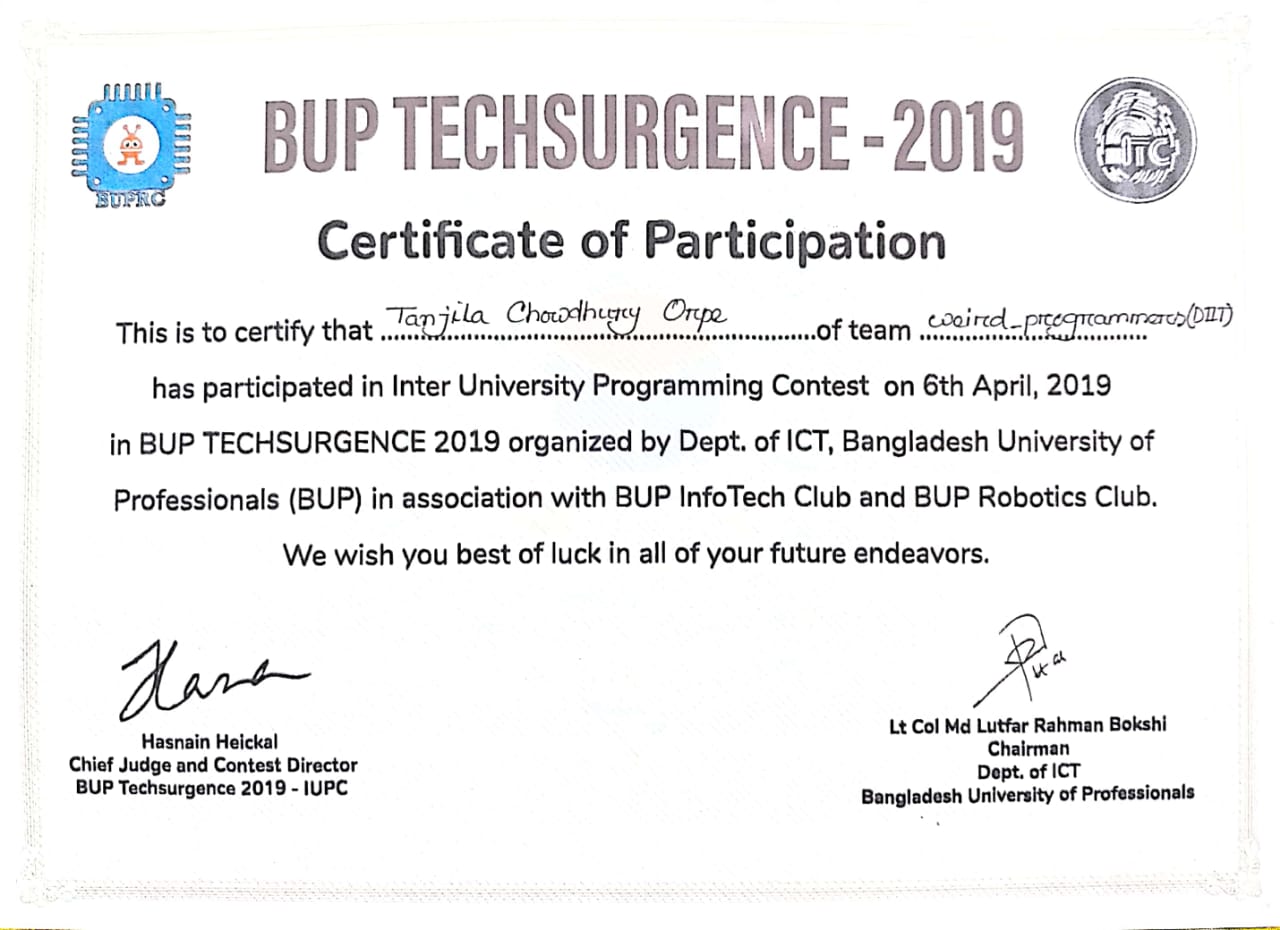 BUP TECHSURGENCE - 2019
BUPRC
ITC
Certificate of Participation
This is to certify that Tanjila Chowdhury Orpe of team weird_programmers(DIIT)
has participated in Inter University Programming Contest on 6th April, 2019
in BUP TECHSURGENCE 2019 organized by Dept. of ICT, Bangladesh University of
Professionals (BUP) in association with BUP InfoTech Club and BUP Robotics Club.
We wish you best of luck in all of your future endeavors.
Hasnain Heickal
Chief Judge and Contest Director
BUP Techsurgence 2019 - IUPC
Lt Col Md Lutfar Rahman Bokshi
Chairman
Dept. of ICT
Bangladesh University of Professionals